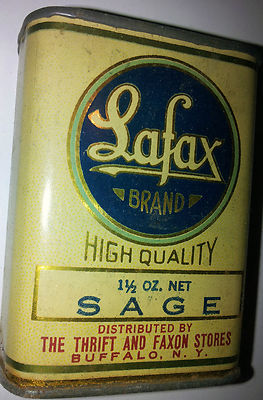 Lafax
BRAND
HIGH QUALITY
1½ OZ. NET
SAGE
DISTRIBUTED BY
THE THRIFT AND FAXON STORES
BUFFALO, N. Y.